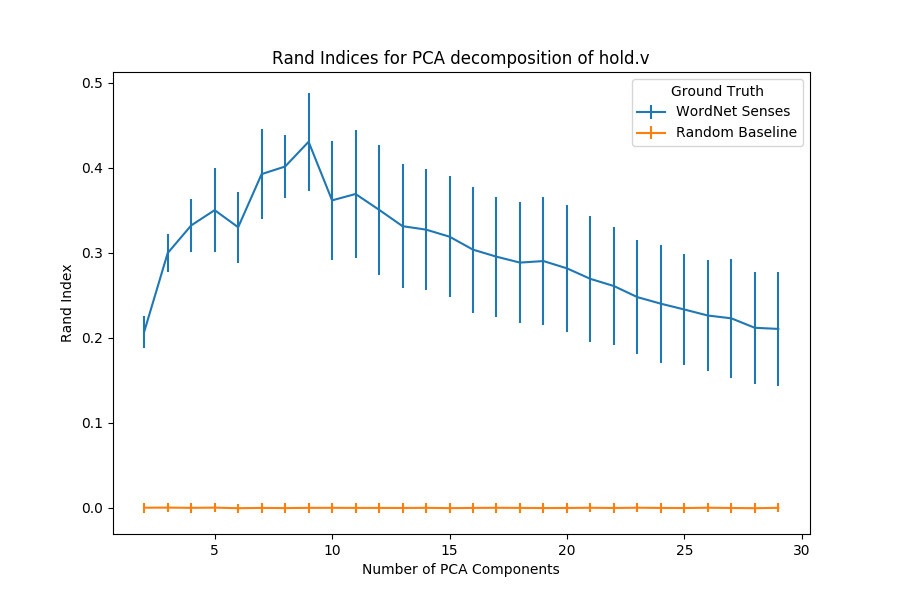 Rand Indices for PCA decomposition of hold.v
Ground Truth
WordNet Senses
Random Baseline
Rand Index
0.5
0.4
0.3
0.2
0.1
0.0
5 10 15 20 25 30
Number of PCA Components